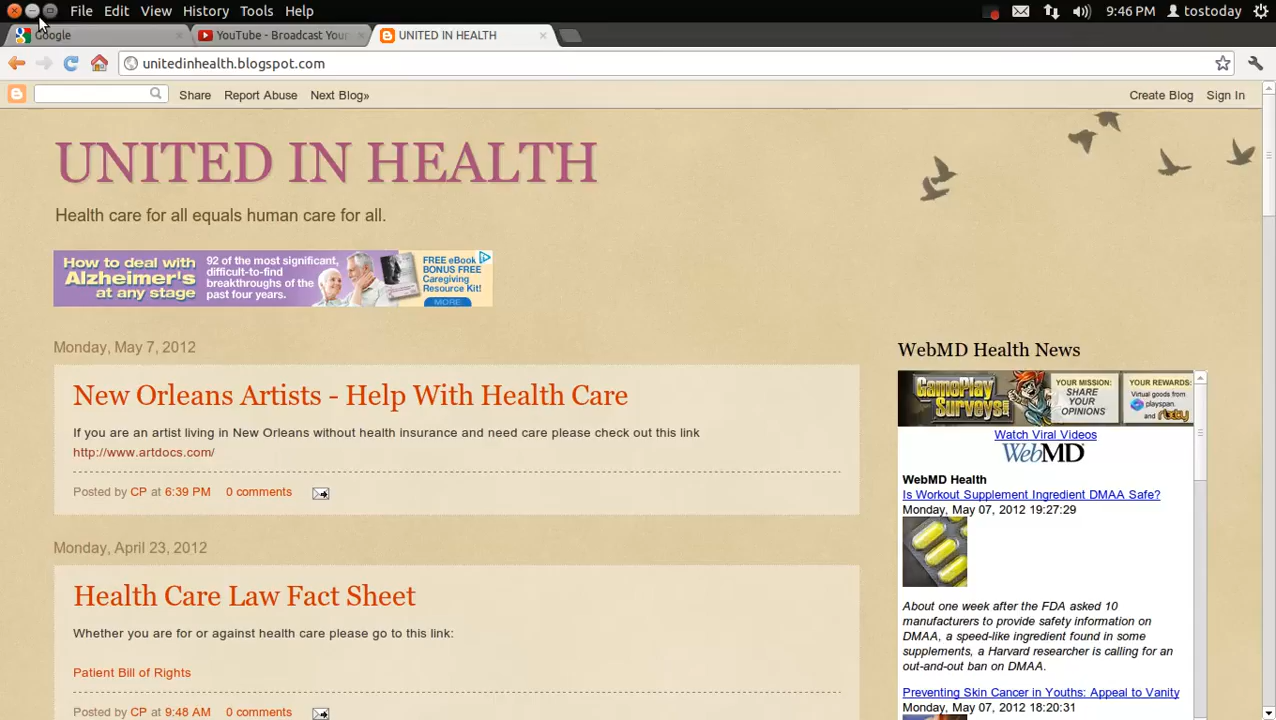 File Edit View History Tools Help
9:46 PM tostoday
Google
YouTube - Broadcast You
UNITED IN HEALTH
unitedinhealth.blogspot.com
Share Report Abuse Next Blog»
Create Blog Sign In
UNITED IN HEALTH
Health care for all equals human care for all.
How to deal with
Alzheimer's
at any stage
92 of the most significant,
difficult-to-find
breakthroughs of the
past four years.
FREE eBook
BONUS FREE
Caregiving
Resource Kit!
MORE
Monday, May 7, 2012
New Orleans Artists - Help With Health Care
If you are an artist living in New Orleans without health insurance and need care please check out this link
http://www.artdocs.com/
Posted by CP at 6:39 PM 0 comments
Monday, April 23, 2012
Health Care Law Fact Sheet
Whether you are for or against health care please go to this link:
Patient Bill of Rights
Posted by CP at 9:48 AM 0 comments
WebMD Health News
GamePlay
Surveys
YOUR MISSION:
SHARE
YOUR
OPINIONS
YOUR REWARDS:
Virtual goods from
playspan.
and rixty
Watch Viral Videos
WebMD
WebMD Health
Is Workout Supplement Ingredient DMAA Safe?
Monday, May 07, 2012 19:27:29
About one week after the FDA asked 10
manufacturers to provide safety information on
DMAA, a speed-like ingredient found in some
supplements, a Harvard researcher is calling for an
out-and-out ban on DMAA.
Preventing Skin Cancer in Youths: Appeal to Vanity
Monday, May 07, 2012 18:20:31